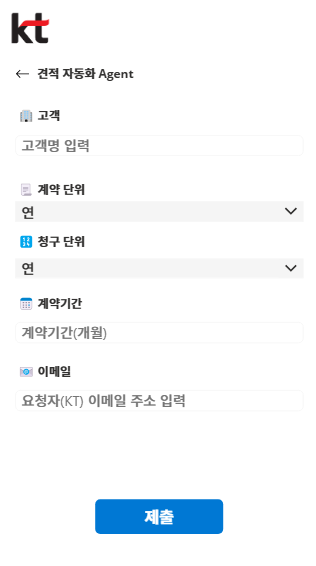 kt
견적 자동화 Agent
고객
고객명 입력
계약 단위
연
청구 단위
연
계약기간
계약기간(개월)
이메일
요청자(KT) 이메일 주소 입력
제출